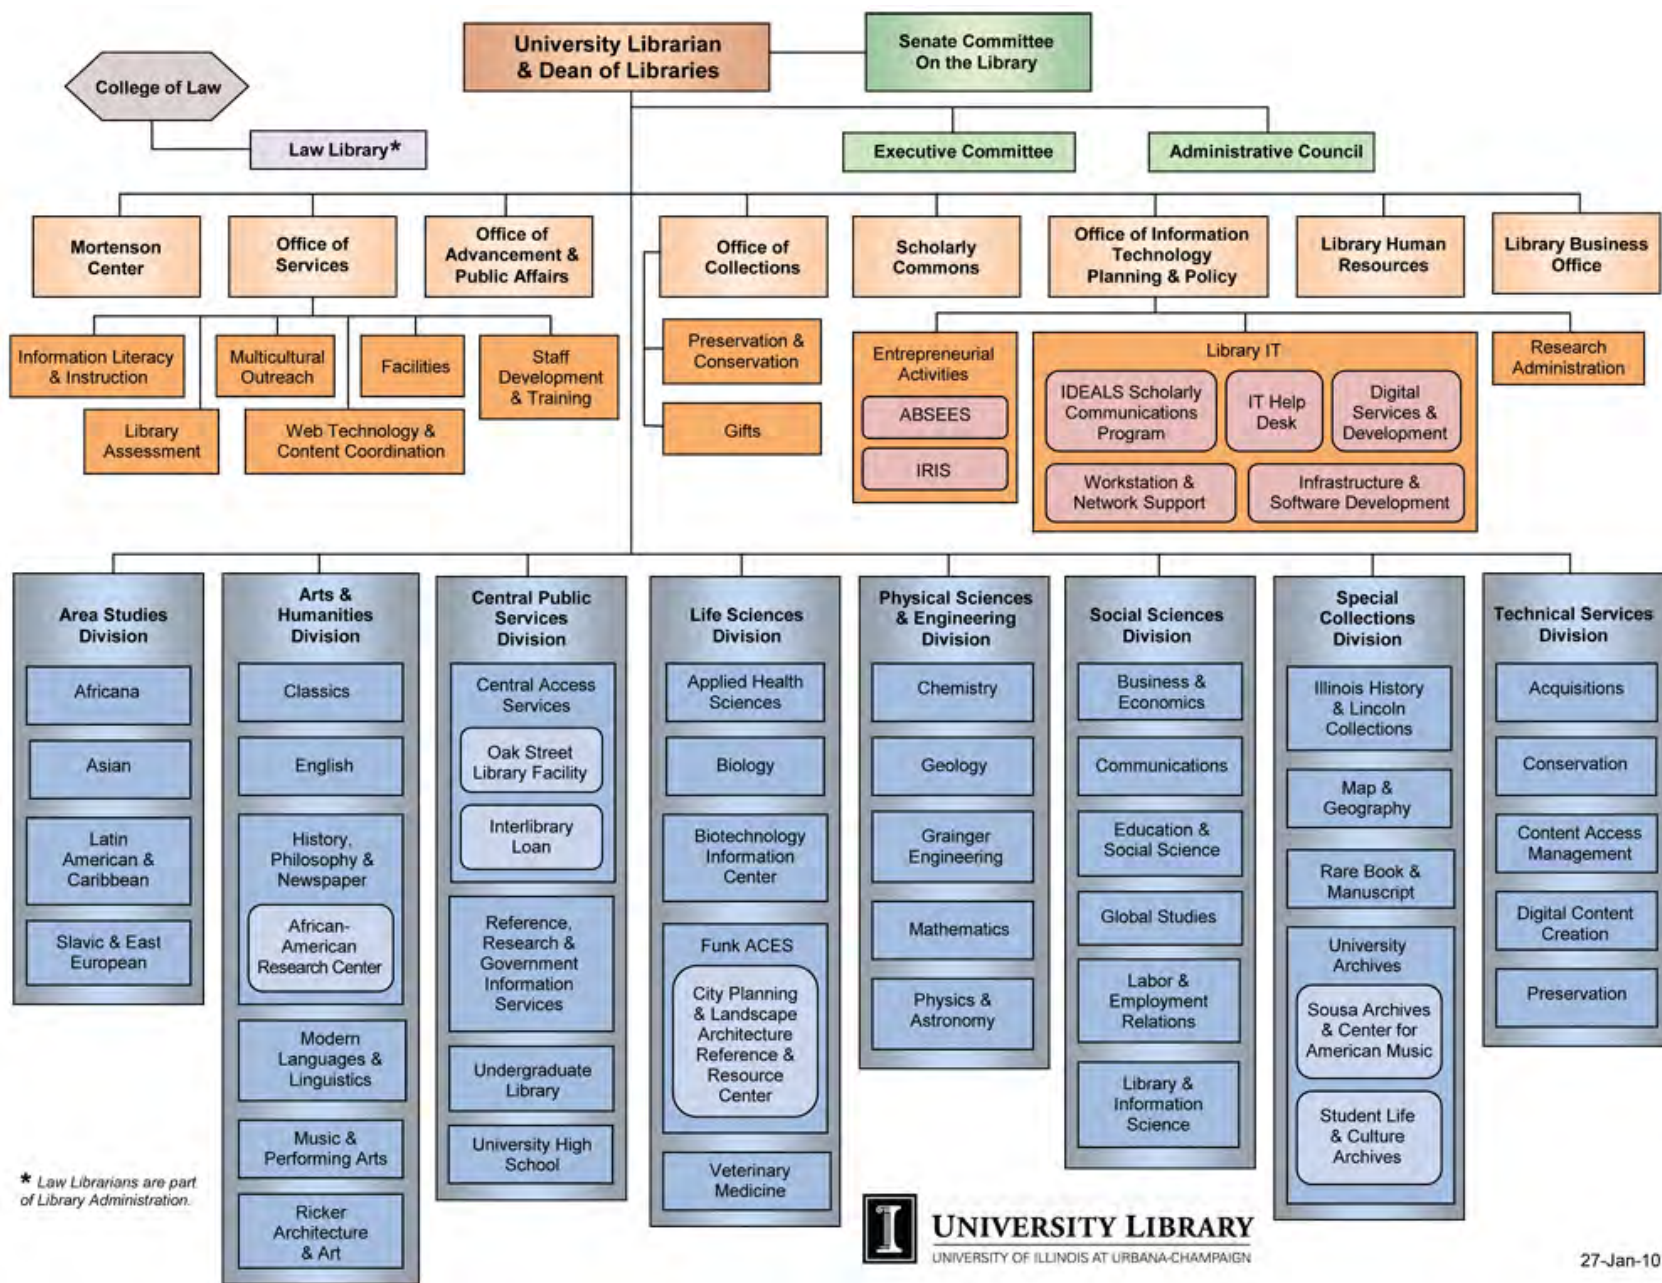 University Librarian
& Dean of Libraries
Senate Committee
On the Library
College of Law
Law Library*
Executive Committee
Administrative Council
Mortenson
Center
Office of
Services
Office of
Advancement &
Public Affairs
Office of
Collections
Scholarly
Commons
Office of Information
Technology
Planning & Policy
Library Human
Resources
Library Business
Office
Information Literacy
& Instruction
Multicultural
Outreach
Facilities
Staff
Development
& Training
Library
Assessment
Web Technology &
Content Coordination
Preservation &
Conservation
Gifts
Entrepreneurial
Activities
ABSEES
IRIS
Library IT
IDEALS Scholarly
Communications
Program
IT Help
Desk
Digital
Services &
Development
Workstation &
Network Support
Infrastructure &
Software Development
Research
Administration
Area Studies
Division
Africana
Asian
Latin
American &
Caribbean
Slavic & East
European
Arts &
Humanities
Division
Classics
English
History,
Philosophy &
Newspaper
African-
American
Research Center
Modern
Languages &
Linguistics
Music &
Performing Arts
Ricker
Architecture
& Art
Central Public
Services
Division
Central Access
Services
Oak Street
Library Facility
Interlibrary
Loan
Reference,
Research &
Government
Information
Services
Undergraduate
Library
University High
School
Life Sciences
Division
Applied Health
Sciences
Biology
Biotechnology
Information
Center
Funk ACES
City Planning
& Landscape
Architecture
Reference &
Resource
Center
Veterinary
Medicine
Physical Sciences
& Engineering
Division
Chemistry
Geology
Grainger
Engineering
Mathematics
Physics &
Astronomy
Social Sciences
Division
Business &
Economics
Communications
Education &
Social Science
Global Studies
Labor &
Employment
Relations
Library &
Information
Science
Special
Collections
Division
Illinois History
& Lincoln
Collections
Map &
Geography
Rare Book &
Manuscript
University
Archives
Sousa Archives
& Center for
American Music
Student Life
& Culture
Archives
Technical Services
Division
Acquisitions
Conservation
Content Access
Management
Digital Content
Creation
Preservation
* Law Librarians are part
of Library Administration.
I
UNIVERSITY LIBRARY
UNIVERSITY OF ILLINOIS AT URBANA-CHAMPAIGN
27-Jan-10